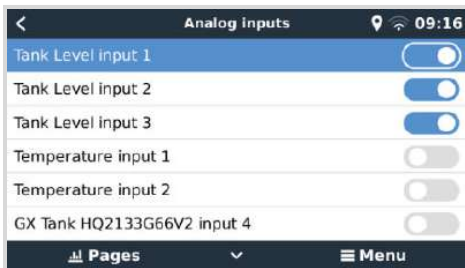 Analog inputs 09:16
Tank Level input 1
Tank Level input 2
Tank Level input 3
Temperature input 1
Temperature input 2
GX Tank HQ2133G66V2 input 4
Pages Menu